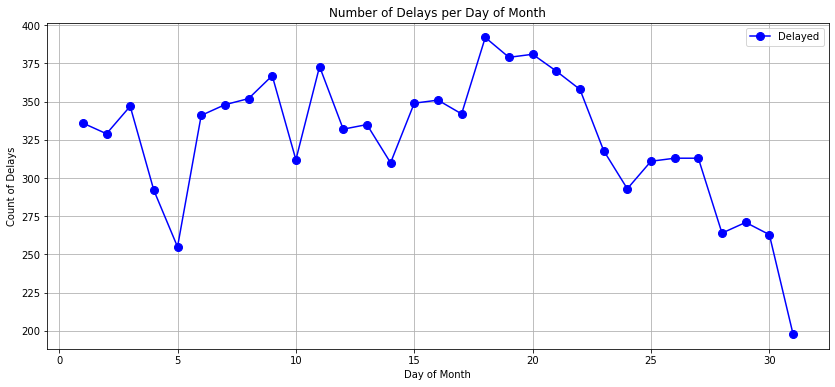 Number of Delays per Day of Month
Delayed
Count of Delays
400
375
350
325
300
275
250
225
200
0 5 10 15 20 25 30
Day of Month